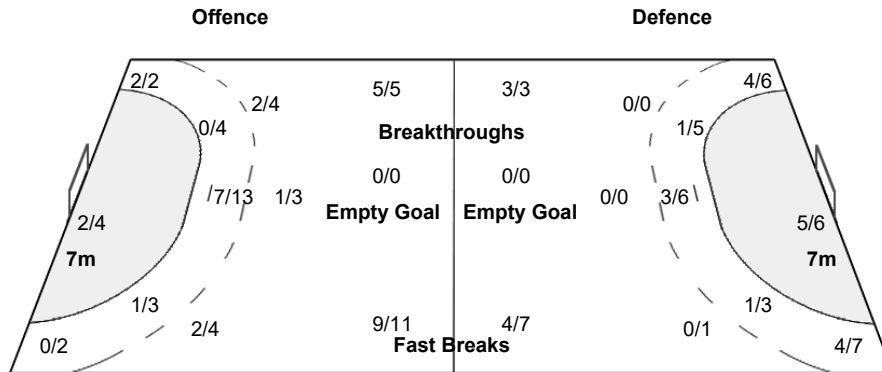 Offence Defence
2/2 5/5 3/3 4/6
2/4 0/0
0/4 Breakthroughs 1/5
0/0 0/0
7/13 1/3 0/0 3/6
Empty Goal Empty Goal
2/4 5/6
7m 7m
1/3 1/3
2/4 9/11 4/7 0/1
0/2 Fast Breaks 4/7